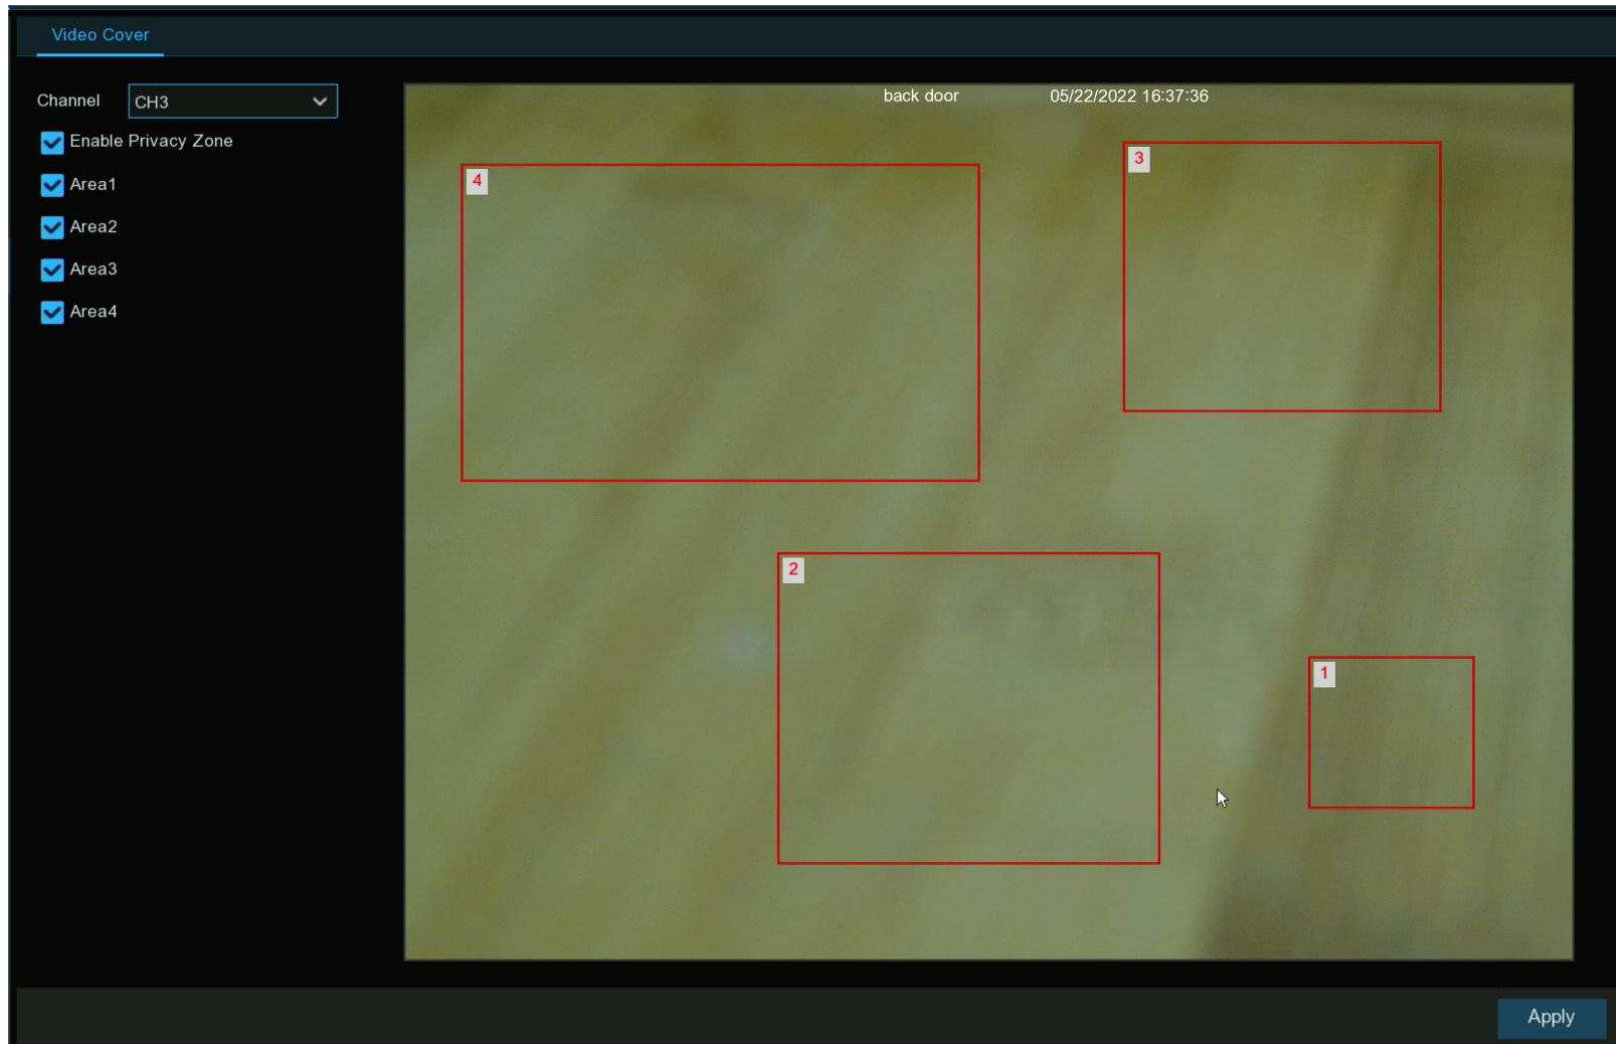 Video Cover
Channel CH3
Enable Privacy Zone
Area1
Area2
Area3
Area4
back door 05/22/2022 16:37:36
4
3
2
1
Apply